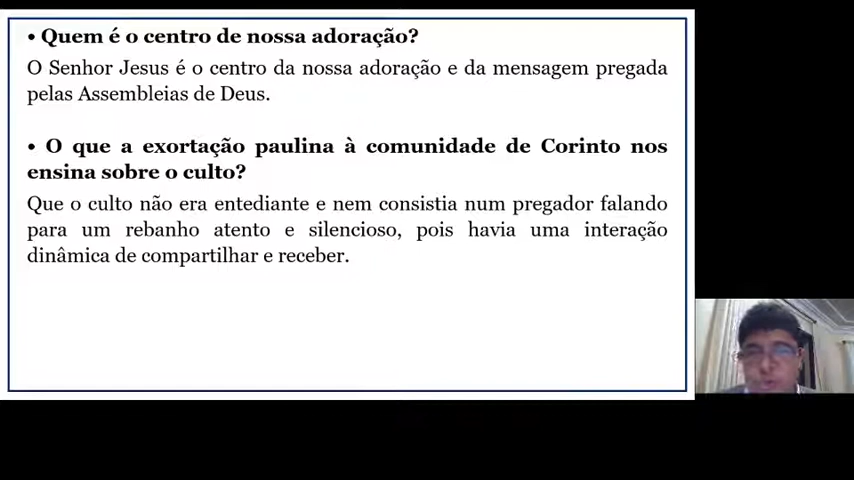 • Quem é o centro de nossa adoração?
O Senhor Jesus é o centro da nossa adoração e da mensagem pregada
pelas Assembleias de Deus.
• O que a exortação paulina à comunidade de Corinto nos
ensina sobre o culto?
Que o culto não era entediante e nem consistia num pregador falando
para um rebanho atento e silencioso, pois havia uma interação
dinâmica de compartilhar e receber.